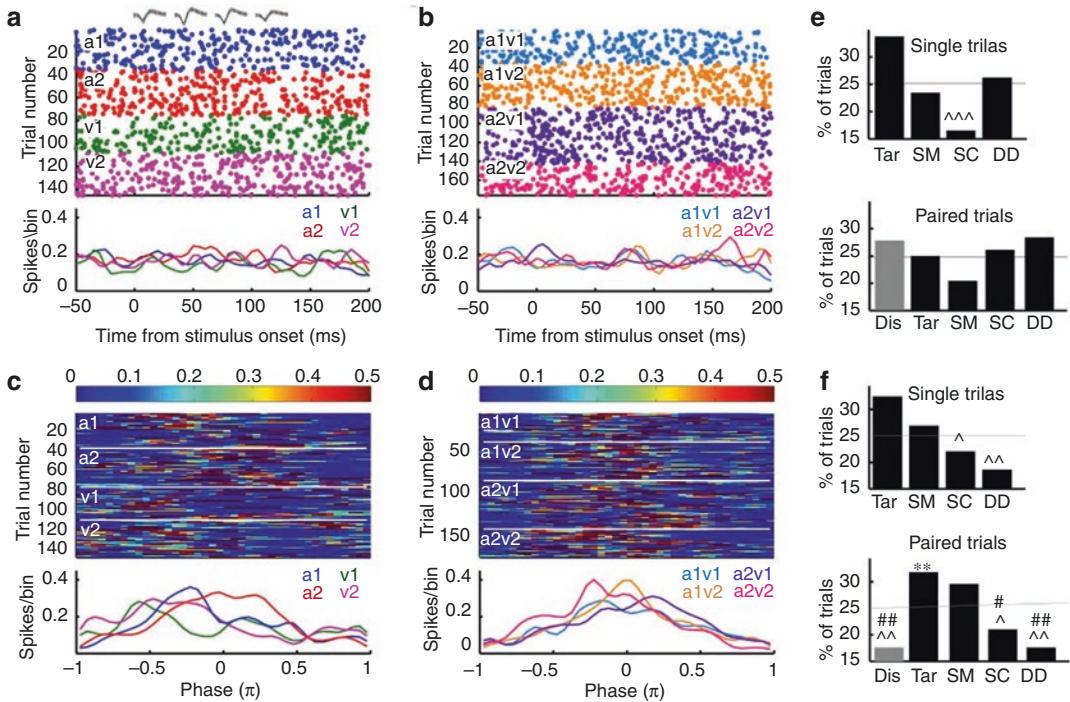 a
Trial number
20
40
60
80
100
120
140
a1
a2
v1
v2
Spikes\bin
0.4
0.2
0
a1 v1
a2 v2
−50 0 50 100 150 200
Time from stimulus onset (ms)
b
Trial number
20
40
60
80
100
120
140
160
a1v1
a1v2
a2v1
a2v2
Spikes\bin
0.4
0.2
0
a1v1 a2v1
a1v2 a2v2
−50 0 50 100 150 200
Time from stimulus onset (ms)
e
Single trilas
% of trials
30
25
20
15
^^^
Tar SM SC DD
Paired trials
% of trials
30
25
20
15
Dis Tar SM SC DD
c
0 0.1 0.2 0.3 0.4 0.5
Trial number
20
40
60
80
100
120
140
a1
a2
v1
v2
Spikes/bin
0.4
0.2
a1 v1
a2 v2
−1 −0.5 0 0.5 1
Phase (π)
d
0 0.1 0.2 0.3 0.4 0.5
Trial number
50
100
150
a1v1
a1v2
a2v1
a2v2
Spikes/bin
0.4
0.2
0
a1v1 a2v1
a1v2 a2v2
−1 −0.5 0 0.5 1
Phase (π)
f
Single trilas
% of trials
30
25
20
15
^
^^
Tar SM SC DD
Paired trials
% of trials
30
25
20
15
**
## # ##
^^ ^ ^^
Dis Tar SM SC DD